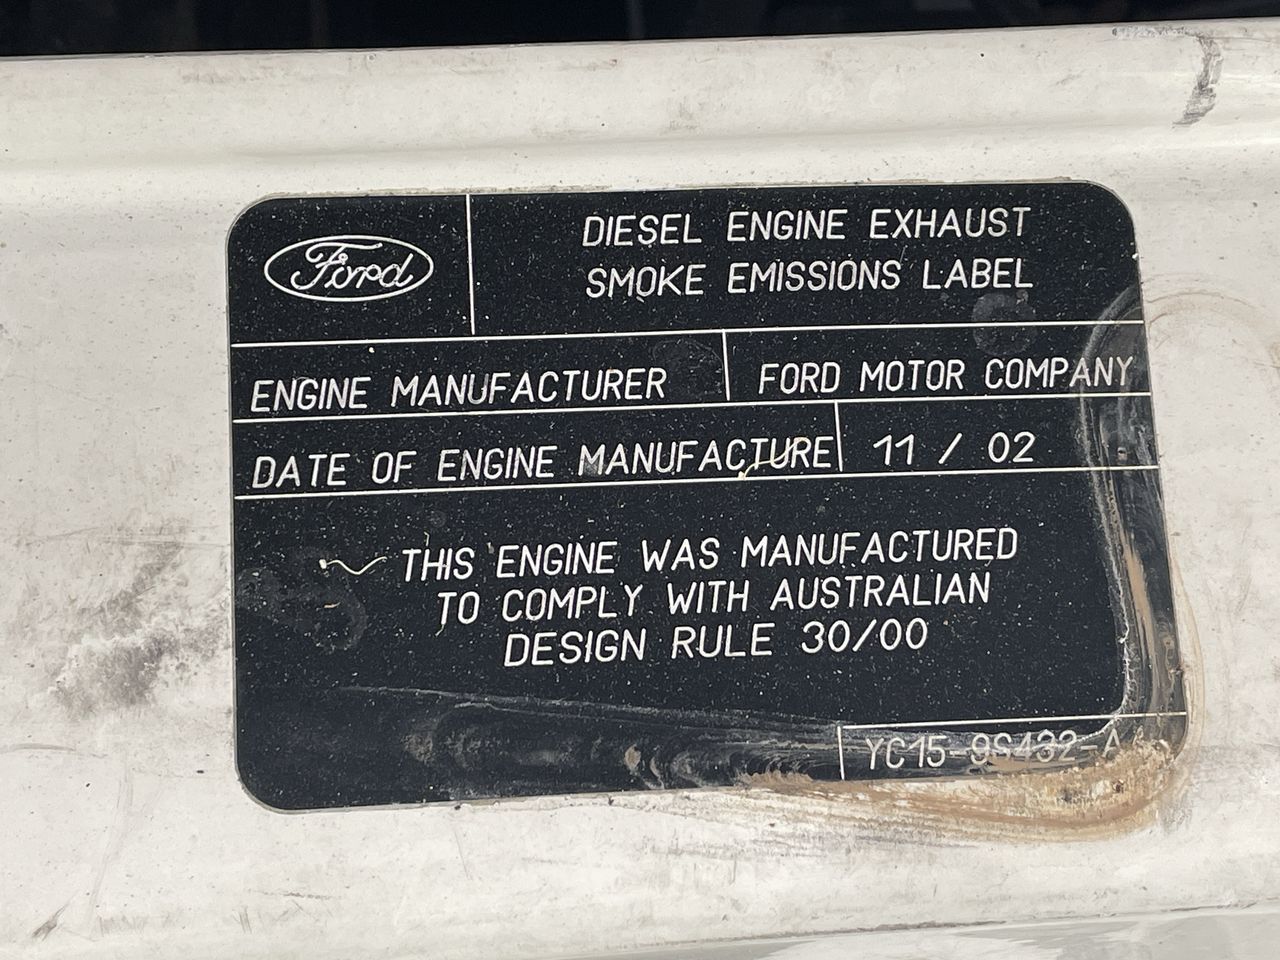 Ford
DIESEL ENGINE EXHAUST
SMOKE EMISSIONS LABEL
ENGINE MANUFACTURER
FORD MOTOR COMPANY
DATE OF ENGINE MANUFACTURE
11 / 02
THIS ENGINE WAS MANUFACTURED
TO COMPLY WITH AUSTRALIAN
DESIGN RULE 30/00